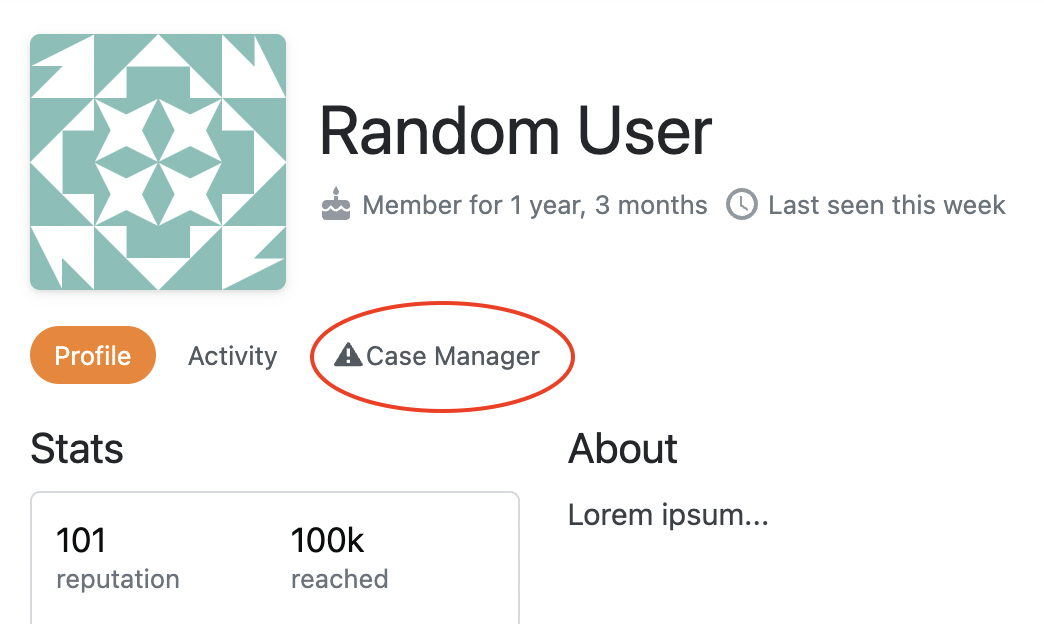 Random User
Member for 1 year, 3 months Last seen this week
Profile Activity Case Manager
Stats
About
101 100k
reputation reached
Lorem ipsum...